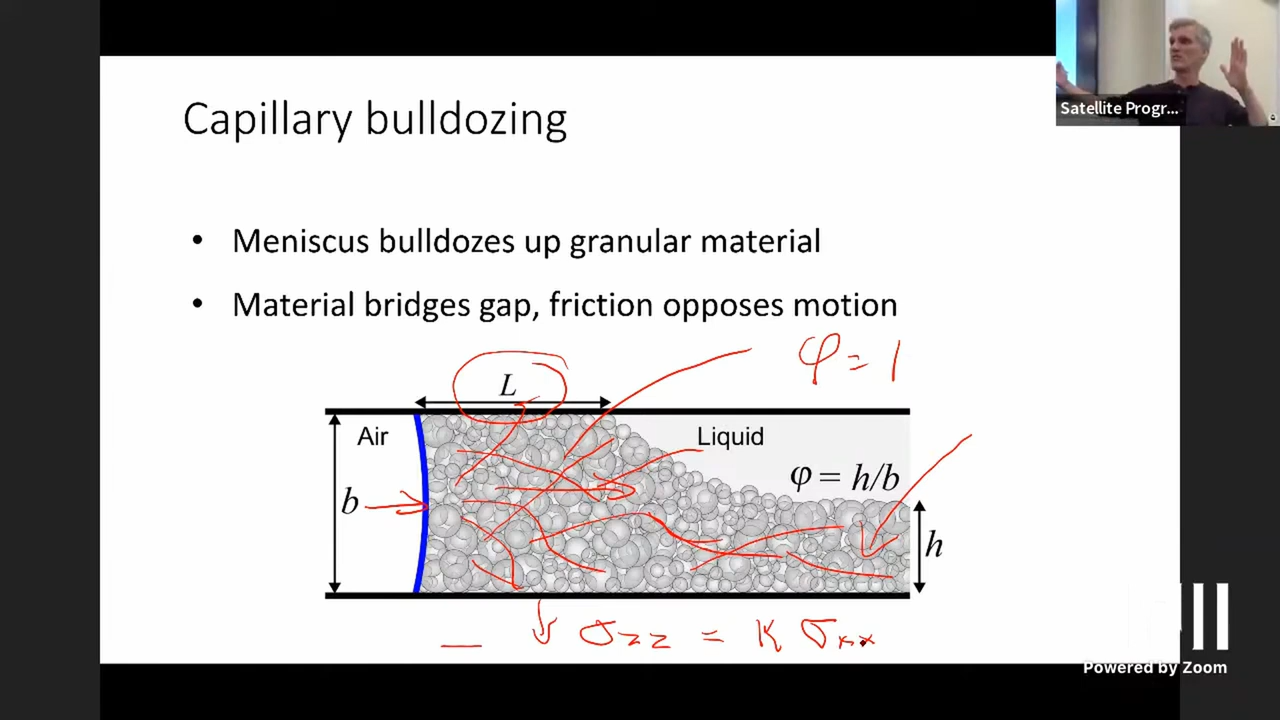 Satellite Progr...
Capillary bulldozing
• Meniscus bulldozes up granular material
• Material bridges gap, friction opposes motion
φ = 1
L
Air
Liquid
φ = h/b
b
h
σzz = K σxx
Powered by Zoom